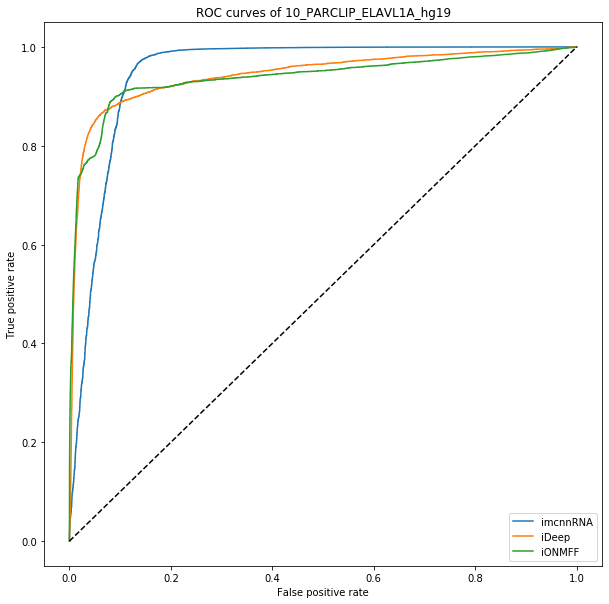 ROC curves of 10_PARCLIP_ELAVL1A_hg19
True positive rate
1.0
0.8
0.6
0.4
0.2
0.0
0.0 0.2 0.4 0.6 0.8 1.0
False positive rate
imcnnRNA
iDeep
iONMFF